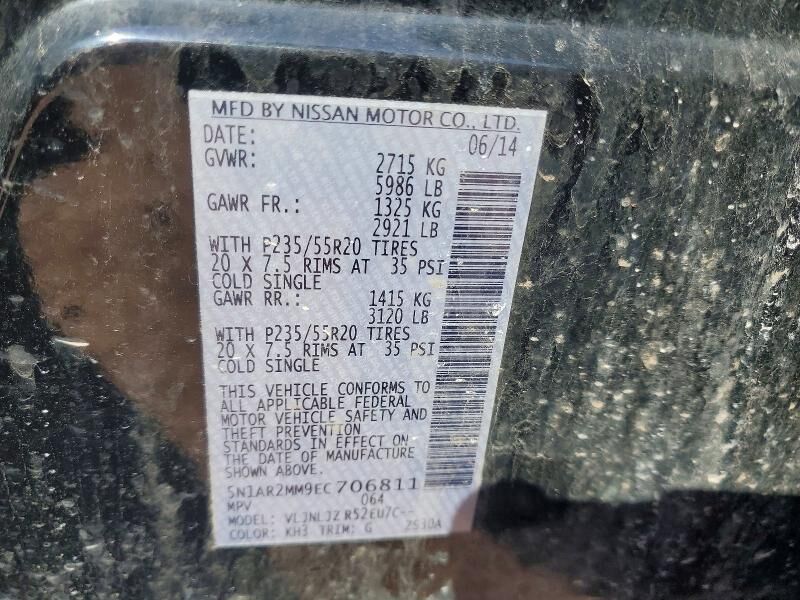 MFD BY NISSAN MOTOR CO., LTD.
DATE: 06/14
GVWR: 2715 KG
5986 LB
GAWR FR.: 1325 KG
2921 LB
WITH P235/55R20 TIRES
20 X 7.5 RIMS AT 35 PSI
COLD SINGLE
GAWR RR.: 1415 KG
3120 LB
WITH P235/55R20 TIRES
20 X 7.5 RIMS AT 35 PSI
COLD SINGLE
THIS VEHICLE CONFORMS TO
ALL APPLICABLE FEDERAL
MOTOR VEHICLE SAFETY AND
THEFT PREVENTION
STANDARDS IN EFFECT ON
THE DATE OF MANUFACTURE
SHOWN ABOVE.
5N1AR2MM9EC706811
MPV 064
MODEL: VLJNLJZ R52EU7C--
COLOR: KH3 TRIM: G 2530A